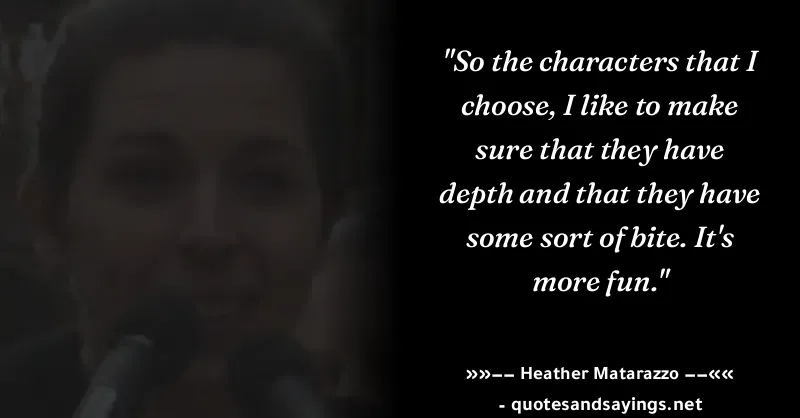 "So the characters that I
choose, I like to make
sure that they have
depth and that they have
some sort of bite. It's
more fun."
»»−− Heather Matarazzo −−««
- quotesandsayings.net